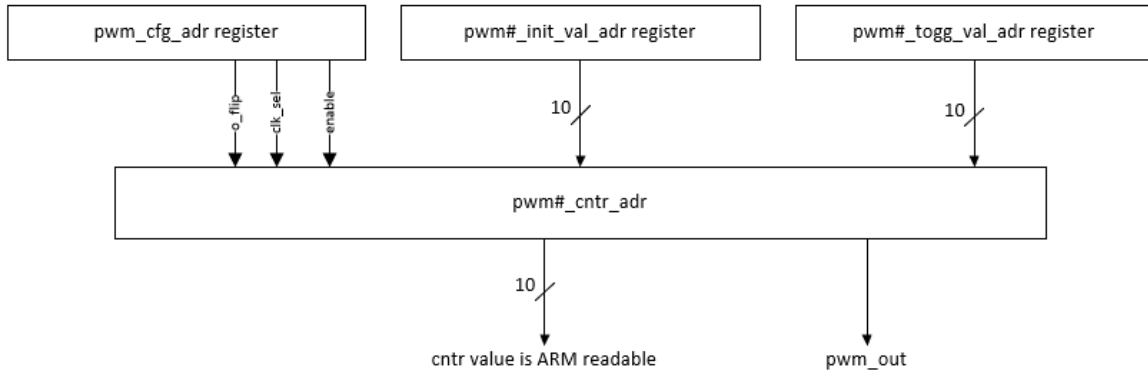 pwm_cfg_adr register
pwm#_init_val_adr register
pwm#_togg_val_adr register
o_flip
clk_sel
enable
10
10
pwm#_cntr_adr
10
cntr value is ARM readable
pwm_out